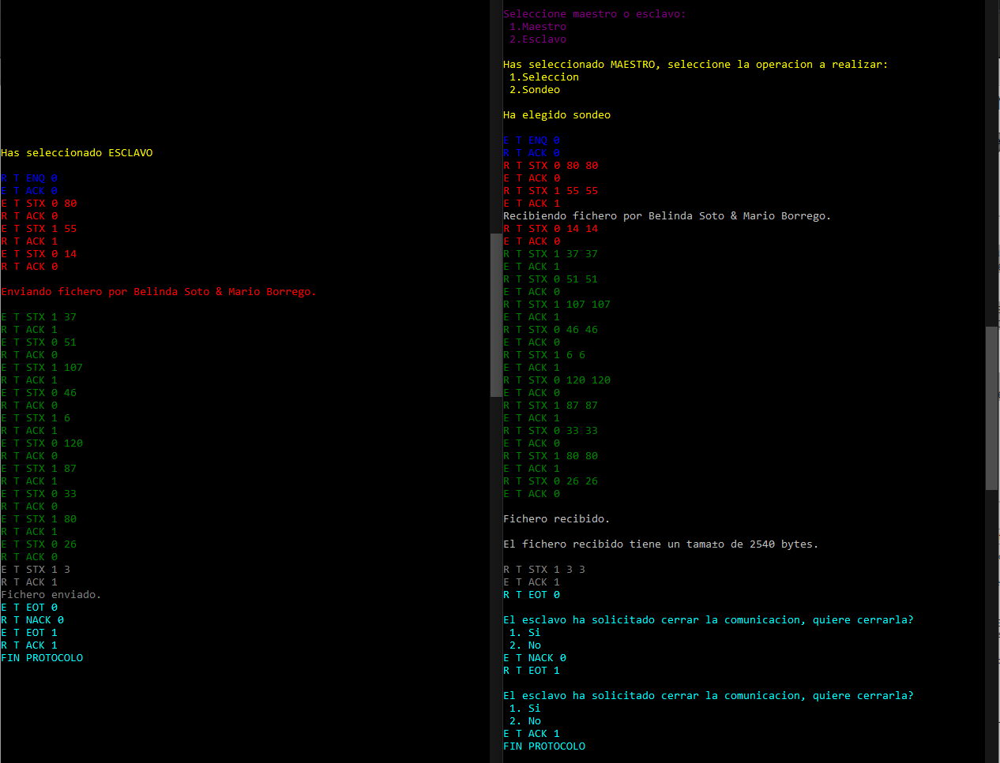 Has seleccionado ESCLAVO
R T ENQ 0
E T ACK 0
E T STX 0 80
R T ACK 0
E T STX 1 55
R T ACK 1
E T STX 0 14
R T ACK 0
Enviando fichero por Belinda Soto & Mario Borrego.
E T STX 1 37
R T ACK 1
E T STX 0 51
R T ACK 0
E T STX 1 107
R T ACK 1
E T STX 0 46
R T ACK 0
E T STX 1 6
R T ACK 1
E T STX 0 120
R T ACK 0
E T STX 1 87
R T ACK 1
E T STX 0 33
R T ACK 0
E T STX 1 80
R T ACK 1
E T STX 0 26
R T ACK 0
E T STX 1 3
R T ACK 1
Fichero enviado.
E T EOT 0
R T NACK 0
E T EOT 1
R T ACK 1
FIN PROTOCOLO
Seleccione maestro o esclavo:
1.Maestro
2.Esclavo
Has seleccionado MAESTRO, seleccione la operacion a realizar:
1.Seleccion
2.Sondeo
Ha elegido sondeo
E T ENQ 0
R T ACK 0
R T STX 0 80 80
E T ACK 0
R T STX 1 55 55
E T ACK 1
Recibiendo fichero por Belinda Soto & Mario Borrego.
R T STX 0 14 14
E T ACK 0
R T STX 1 37 37
E T ACK 1
R T STX 0 51 51
E T ACK 0
R T STX 1 107 107
E T ACK 1
R T STX 0 46 46
E T ACK 0
R T STX 1 6 6
E T ACK 1
R T STX 0 120 120
E T ACK 0
R T STX 1 87 87
E T ACK 1
R T STX 0 33 33
E T ACK 0
R T STX 1 80 80
E T ACK 1
R T STX 0 26 26
E T ACK 0
Fichero recibido.
El fichero recibido tiene un tama±o de 2540 bytes.
R T STX 1 3 3
E T ACK 1
R T EOT 0
El esclavo ha solicitado cerrar la comunicacion, quiere cerrarla?
1. Si
2. No
E T NACK 0
R T EOT 1
El esclavo ha solicitado cerrar la comunicacion, quiere cerrarla?
1. Si
2. No
E T ACK 1
FIN PROTOCOLO